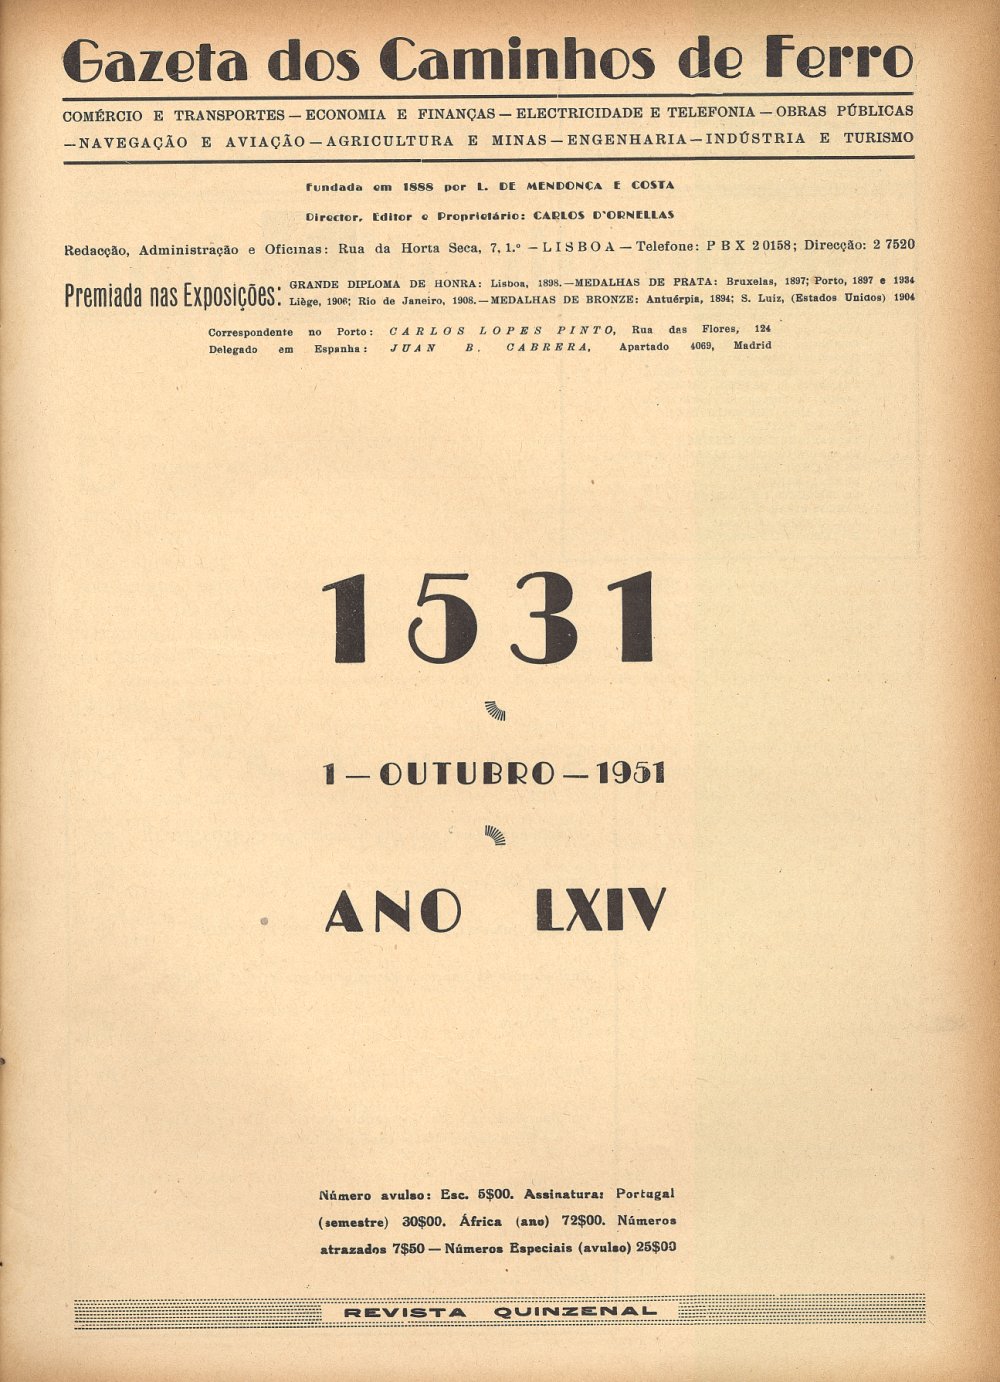 Gazeta dos Caminhos de Ferro
COMÉRCIO E TRANSPORTES — ECONOMIA E FINANÇAS — ELECTRICIDADE E TELEFONIA — OBRAS PÚBLICAS
— NAVEGAÇÃO E AVIAÇÃO — AGRICULTURA E MINAS — ENGENHARIA — INDÚSTRIA E TURISMO
Fundada em 1888 por L. DE MENDONÇA E COSTA
Director, Editor e Proprietário: CARLOS D'ORNELLAS
Redacção, Administração e Oficinas: Rua da Horta Seca, 7, 1.º — LISBOA — Telefone: PBX 20158; Direcção: 27520
Premiada nas Exposições:
GRANDE DIPLOMA DE HONRA: Lisboa, 1898. — MEDALHAS DE PRATA: Bruxelas, 1897; Porto, 1897 e 1934
Liège, 1906; Rio de Janeiro, 1908. — MEDALHAS DE BRONZE: Antuérpia, 1894; S. Luiz, (Estados Unidos) 1904
Correspondente no Porto: CARLOS LOPES PINTO, Rua das Flores, 124
Delegado em Espanha: JUAN B. CABRERA, Apartado 4069, Madrid
1531
1 — OUTUBRO — 1951
ANO LXIV
Número avulso: Esc. 5$00. Assinatura: Portugal
(semestre) 30$00. África (ano) 72$00. Números
atrazados 7$50 — Números Especiais (avulso) 25$00
REVISTA QUINZENAL